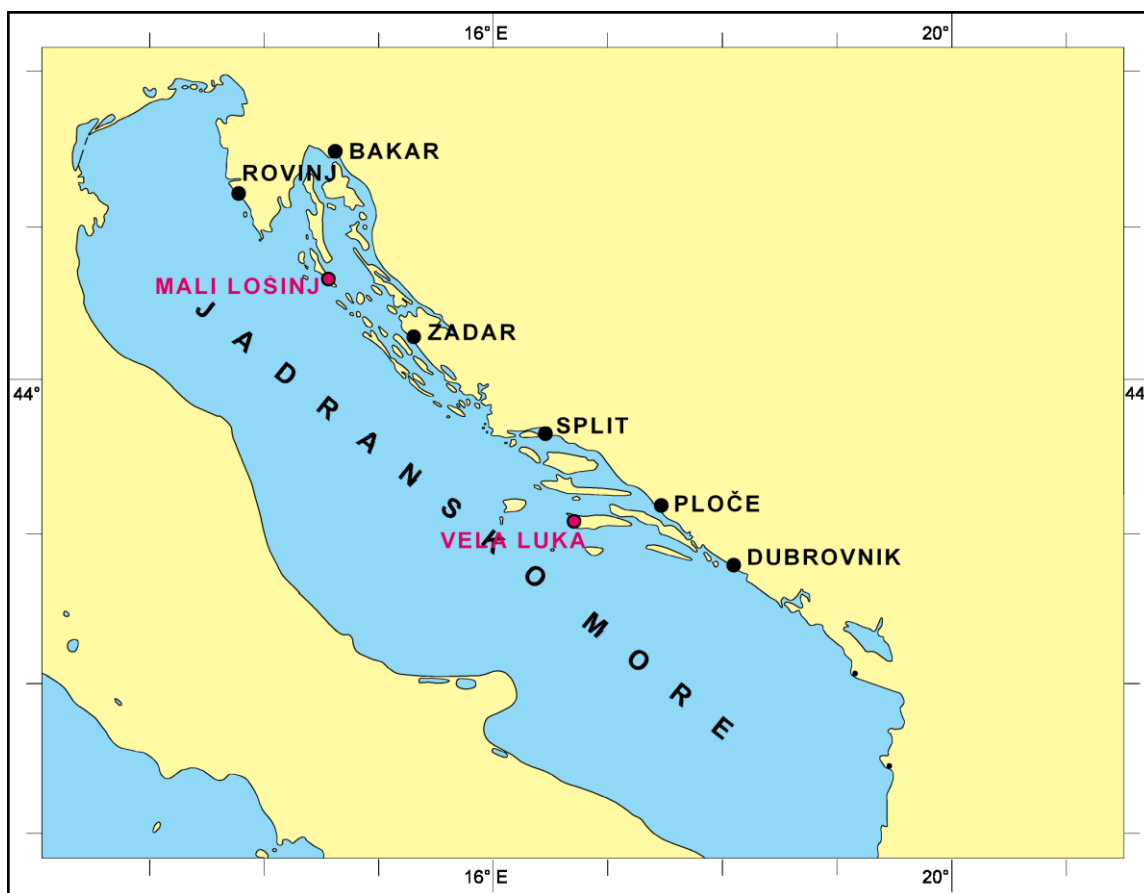 16° E
20°
BAKAR
ROVINJ
MALI LOŠINJ
ZADAR
44°
44
SPLIT
PLOČE
VELA LUKA
DUBROVNIK
JADRANSKO MORE
16° E
20°